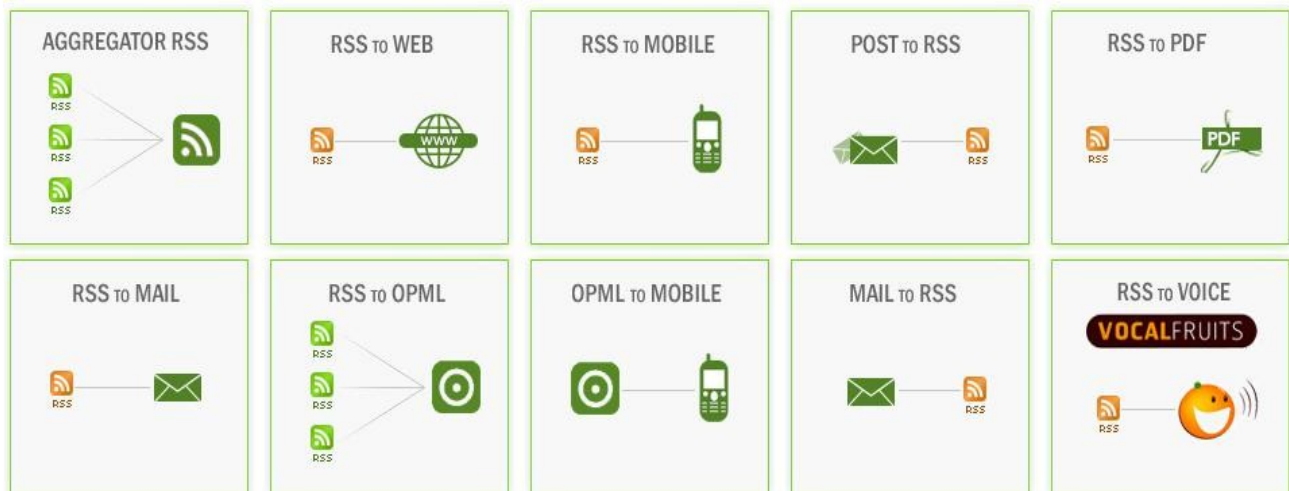 AGGREGATOR RSS
RSS
RSS
RSS
RSS TO WEB
RSS
WWW
RSS TO MOBILE
RSS
POST TO RSS
RSS
RSS TO PDF
RSS
PDF
RSS TO MAIL
RSS
RSS TO OPML
RSS
RSS
RSS
OPML TO MOBILE
MAIL TO RSS
RSS
RSS TO VOICE
VOCALFRUITS
RSS